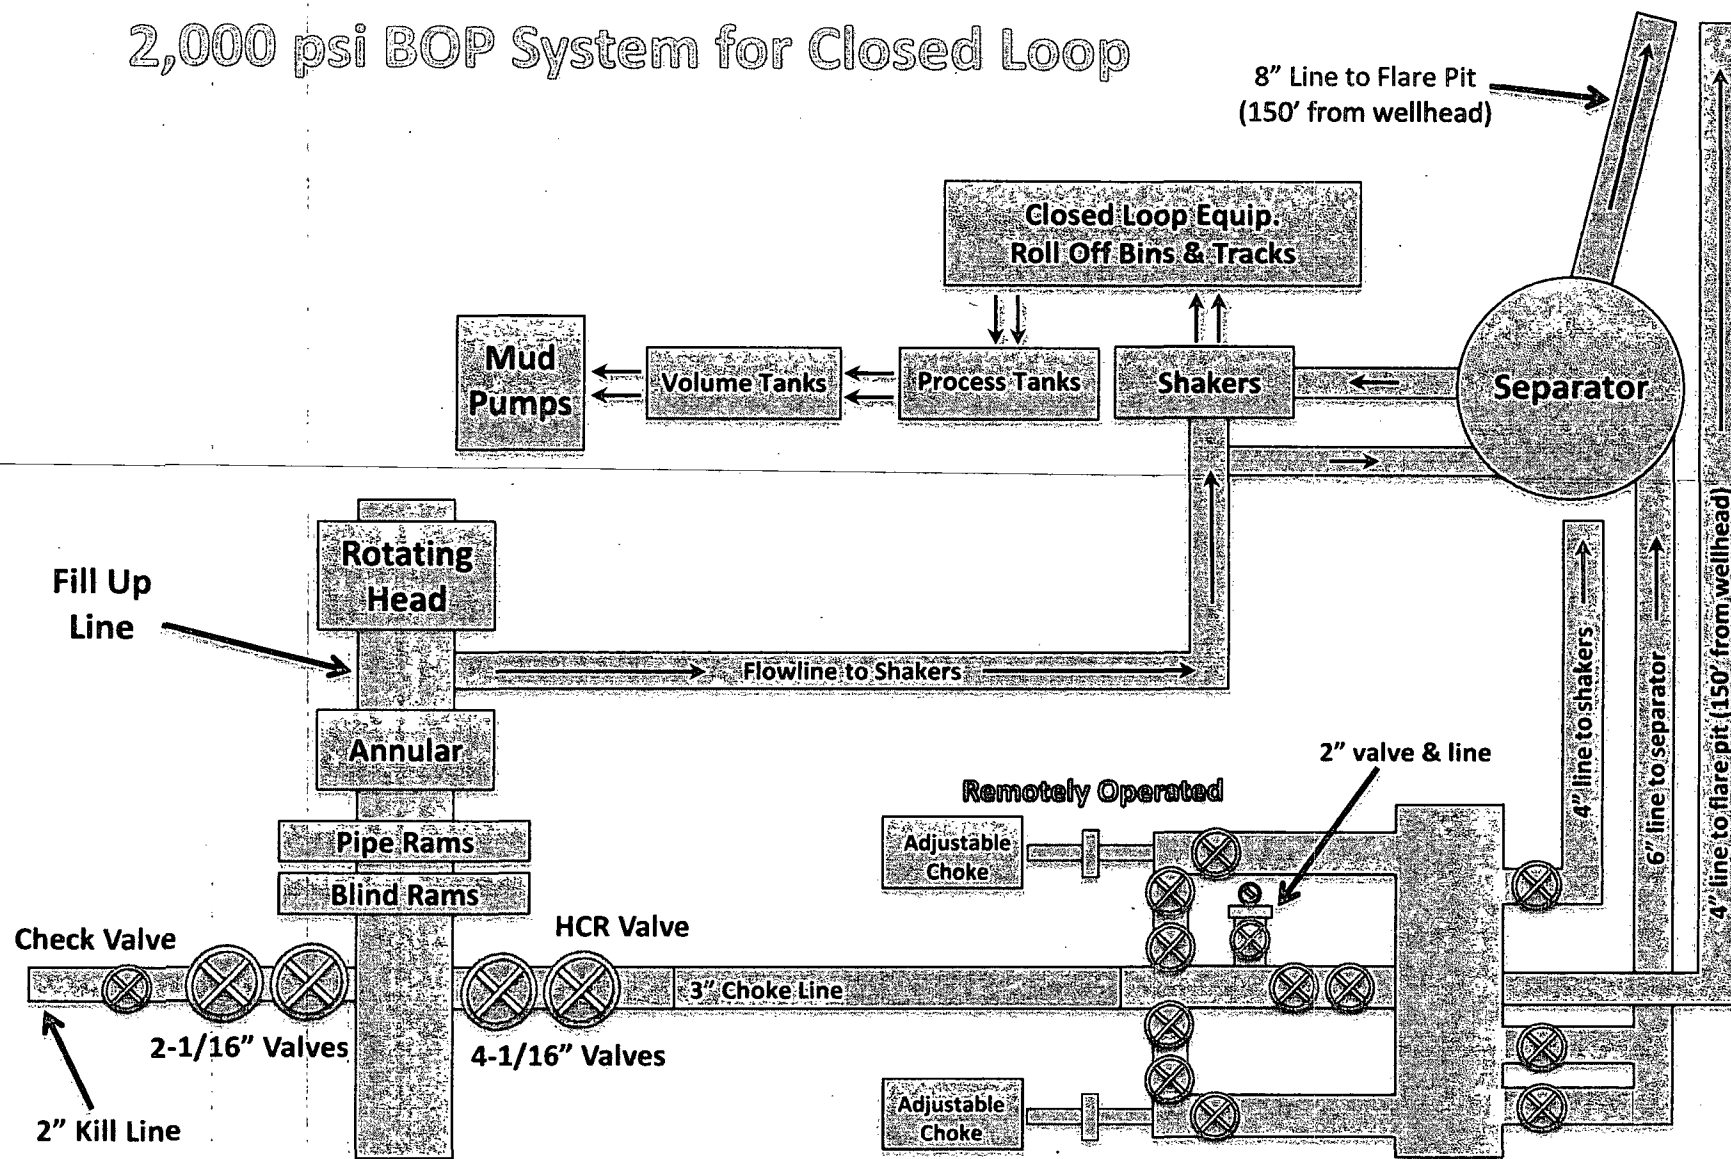 2,000 psi BOP System for Closed Loop
8” Line to Flare Pit
(150’ from wellhead)
Closed Loop Equip.
Roll Off Bins & Tracks
Mud
Pumps
Volume Tanks
Process Tanks
Shakers
Separator
Rotating
Head
Fill Up
Line
Flowline to Shakers
Annular
Pipe Rams
Blind Rams
Check Valve
HCR Valve
3” Choke Line
2-1/16” Valves
4-1/16” Valves
2” Kill Line
Remotely Operated
2” valve & line
Adjustable
Choke
Adjustable
Choke
4” line to shakers
6” line to separator
4” line to flare pit (150’ from wellhead)